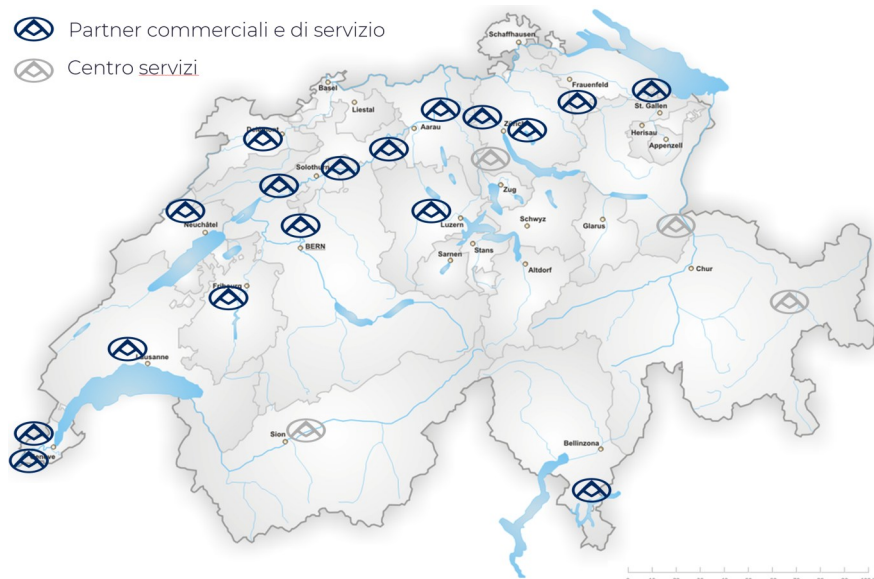 Partner commerciali e di servizio
Centro servizi
Schaffhausen
Basel
Frauenfeld
Liestal
St. Gallen
Aarau
Herisau
Appenzell
Solothurn
Zug
Luzern
Schwyz
Glarus
Neuchâtel
BERN
Stans
Sarnen
Altdorf
Chur
Fribourg
Lausanne
Sion
Bellinzona